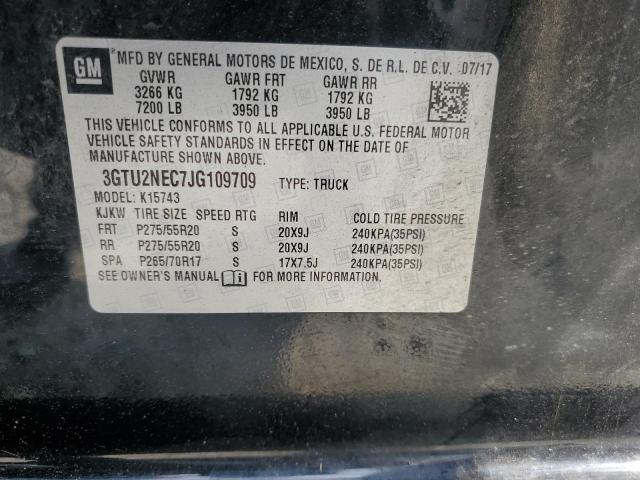 GM
MFD BY GENERAL MOTORS DE MEXICO, S. DE R.L. DE C.V. 07/17
GVWR GAWR FRT GAWR RR
3266 KG 1792 KG 1792 KG
7200 LB 3950 LB 3950 LB
THIS VEHICLE CONFORMS TO ALL APPLICABLE U.S. FEDERAL MOTOR
VEHICLE SAFETY STANDARDS IN EFFECT ON THE DATE OF
MANUFACTURE SHOWN ABOVE.
3GTU2NEC7JG109709 TYPE: TRUCK
MODEL: K15743
KJKW TIRE SIZE SPEED RTG RIM COLD TIRE PRESSURE
FRT P275/55R20 S 20X9J 240KPA(35PSI)
RR P275/55R20 S 20X9J 240KPA(35PSI)
SPA P265/70R17 S 17X7.5J 240KPA(35PSI)
SEE OWNER'S MANUAL FOR MORE INFORMATION.